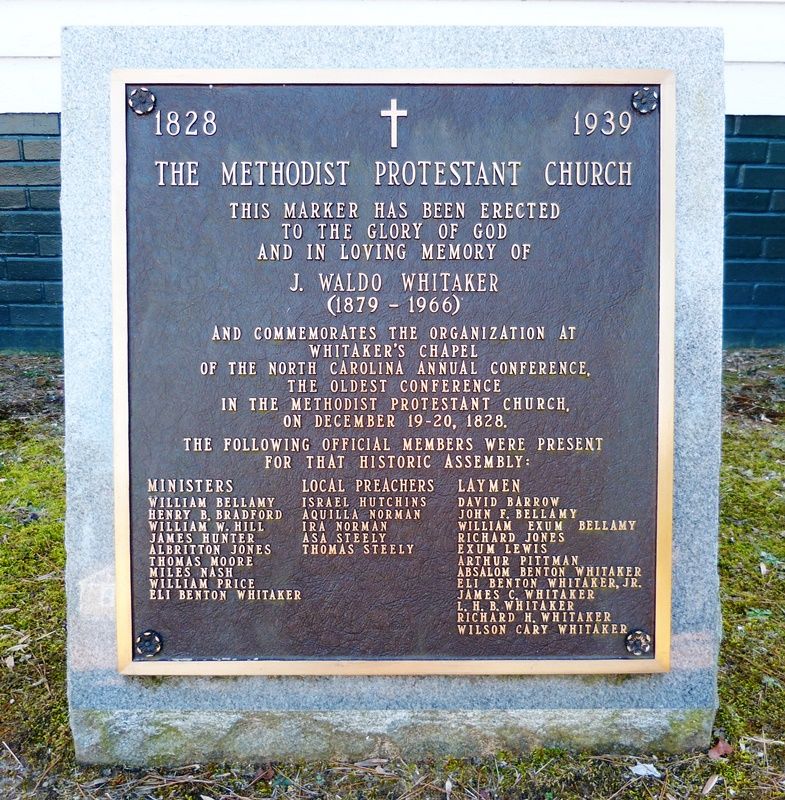 1828 1939
THE METHODIST PROTESTANT CHURCH
THIS MARKER HAS BEEN ERECTED
TO THE GLORY OF GOD
AND IN LOVING MEMORY OF
J. WALDO WHITAKER
(1879 – 1966)
AND COMMEMORATES THE ORGANIZATION AT
WHITAKER'S CHAPEL
OF THE NORTH CAROLINA ANNUAL CONFERENCE,
THE OLDEST CONFERENCE
IN THE METHODIST PROTESTANT CHURCH,
ON DECEMBER 19-20, 1828.
THE FOLLOWING OFFICIAL MEMBERS WERE PRESENT
FOR THAT HISTORIC ASSEMBLY:
MINISTERS
WILLIAM BELLAMY
HENRY B. BRADFORD
WILLIAM W. HILL
JAMES HUNTER
ALBRITTON JONES
THOMAS MOORE
MILES NASH
WILLIAM PRICE
ELI BENTON WHITAKER
LOCAL PREACHERS
ISRAEL HUTCHINS
AQUILLA NORMAN
IRA NORMAN
ASA STEELY
THOMAS STEELY
LAYMEN
DAVID BARROW
JOHN F. BELLAMY
WILLIAM EXUM BELLAMY
RICHARD JONES
EXUM LEWIS
ARTHUR PITTMAN
ABSALOM BENTON WHITAKER
ELI BENTON WHITAKER, JR.
JAMES C. WHITAKER
L. H. B. WHITAKER
RICHARD H. WHITAKER
WILSON CARY WHITAKER